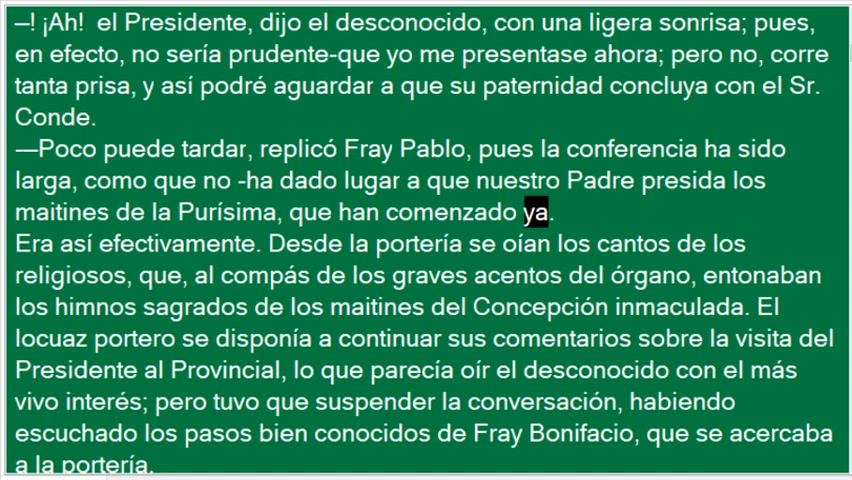 –! ¡Ah!  el Presidente, dijo el desconocido, con una ligera sonrisa; pues,
en efecto, no sería prudente-que yo me presentase ahora; pero no, corre
tanta prisa, y así podré aguardar a que su paternidad concluya con el Sr.
Conde.
-–Poco puede tardar, replicó Fray Pablo, pues la conferencia ha sido
larga, como que no -ha dado lugar a que nuestro Padre presida los
maitines de la Purísima, que han comenzado ya.
Era así efectivamente. Desde la portería se oían los cantos de los
religiosos, que, al compás de los graves acentos del órgano, entonaban
los himnos sagrados de los maitines del Concepción inmaculada. El
locuaz portero se disponía a continuar sus comentarios sobre la visita del
Presidente al Provincial, lo que parecía oír el desconocido con el más
vivo interés; pero tuvo que suspender la conversación, habiendo
escuchado los pasos bien conocidos de Fray Bonifacio, que se acercaba
a la portería.